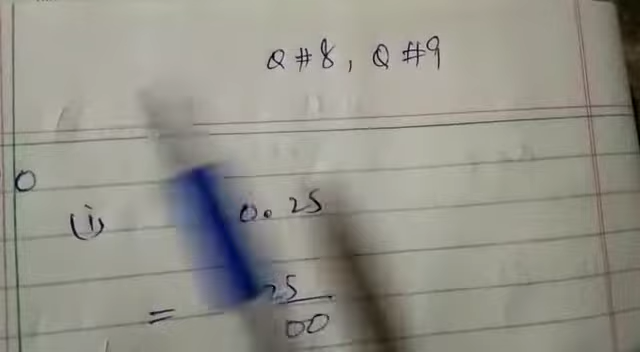 Q #8, Q #9
(i) 0.25
= 25
00